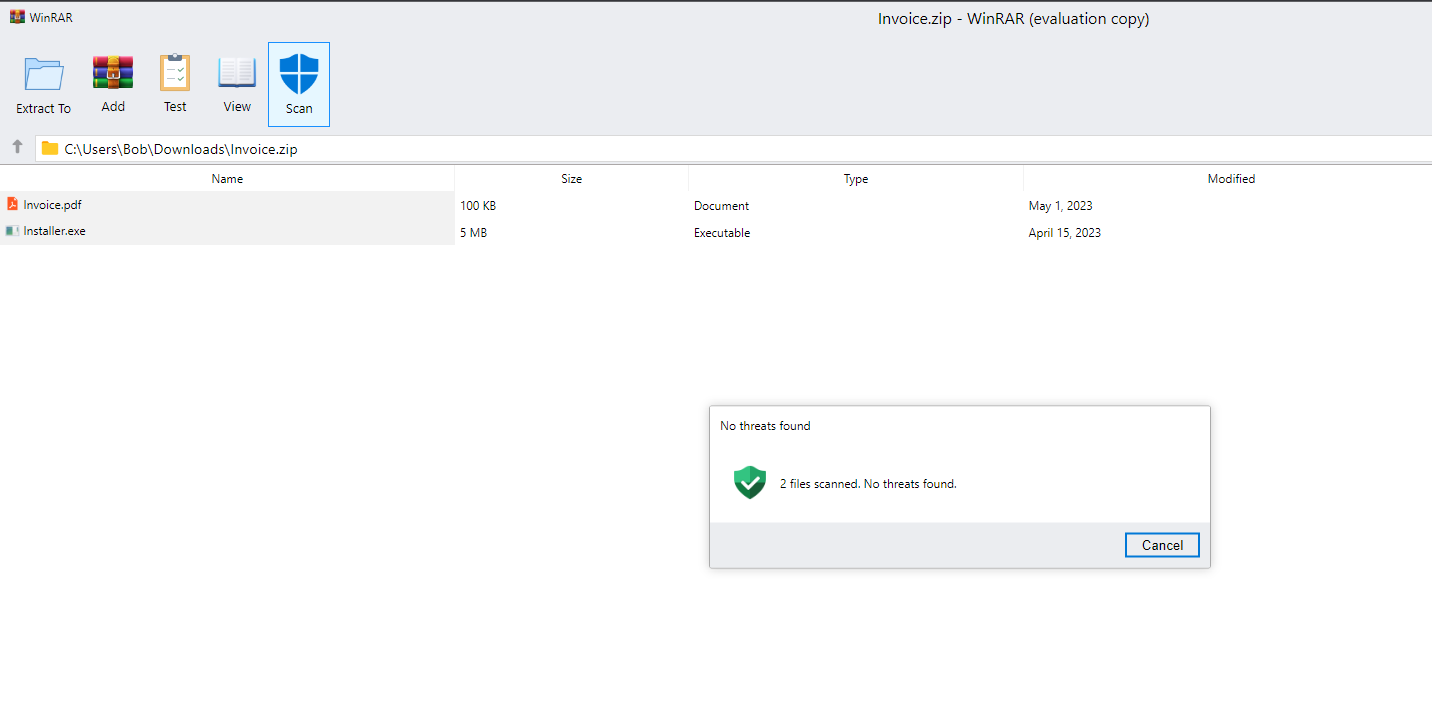 WinRAR
Invoice.zip - WinRAR (evaluation copy)
Extract To Add Test View Scan
C:\Users\Bob\Downloads\Invoice.zip
Name Size Type Modified
Invoice.pdf 100 KB Document May 1, 2023
Installer.exe 5 MB Executable April 15, 2023
No threats found
2 files scanned. No threats found.
Cancel